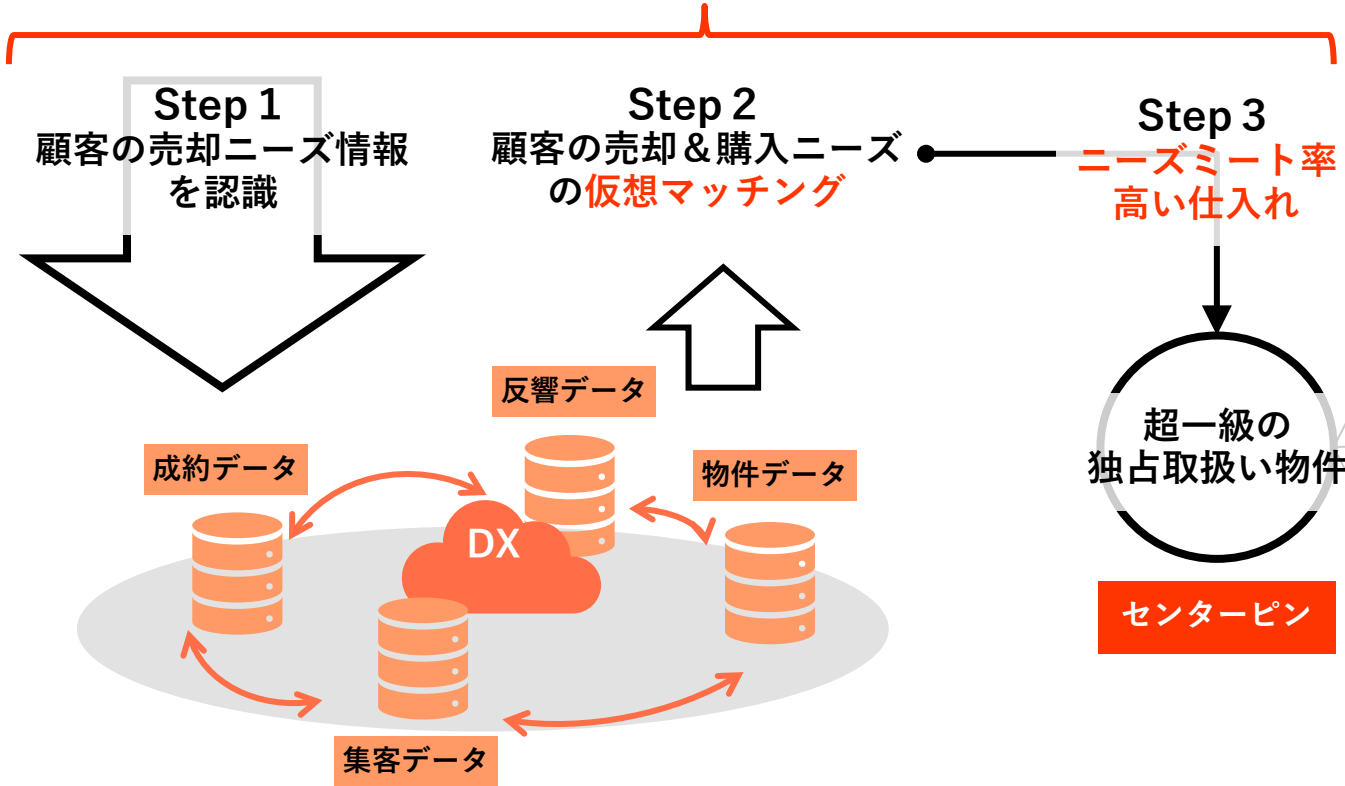 Step 1
顧客の売却ニーズ情報
を認識
Step 2
顧客の売却＆購入ニーズ
の仮想マッチング
Step 3
ニーズミート率
高い仕入れ
反響データ
成約データ
物件データ
DX
集客データ
超一級の
独占取扱い物件
センターピン